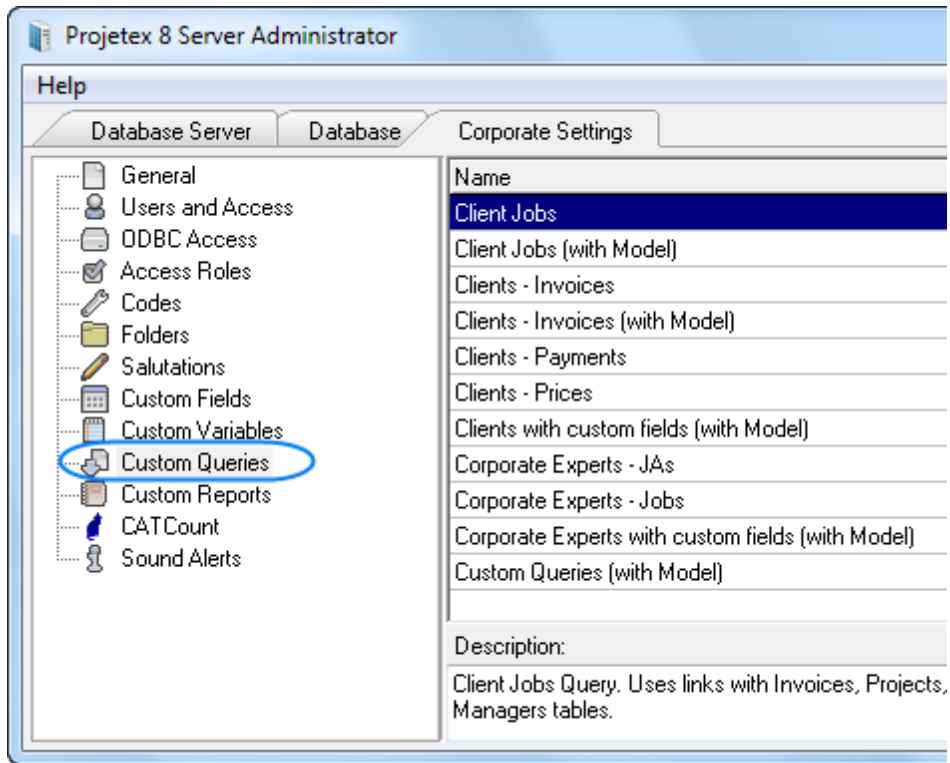 Projetex 8 Server Administrator
Help
Database Server Database Corporate Settings
General
Users and Access
ODBC Access
Access Roles
Codes
Folders
Salutations
Custom Fields
Custom Variables
Custom Queries
Custom Reports
CATCount
Sound Alerts
Name
Client Jobs
Client Jobs (with Model)
Clients - Invoices
Clients - Invoices (with Model)
Clients - Payments
Clients - Prices
Clients with custom fields (with Model)
Corporate Experts - JAs
Corporate Experts - Jobs
Corporate Experts with custom fields (with Model)
Custom Queries (with Model)
Description:
Client Jobs Query. Uses links with Invoices, Projects,
Managers tables.